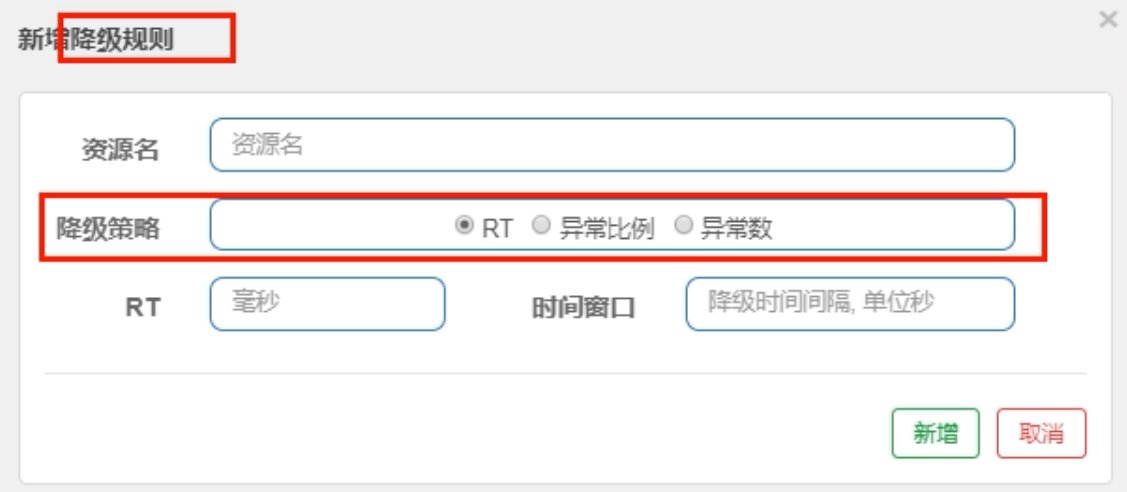 新增降级规则 ×
资源名 资源名
降级策略 RT 异常比例 异常数
RT 毫秒 时间窗口 降级时间间隔, 单位秒
新增 取消